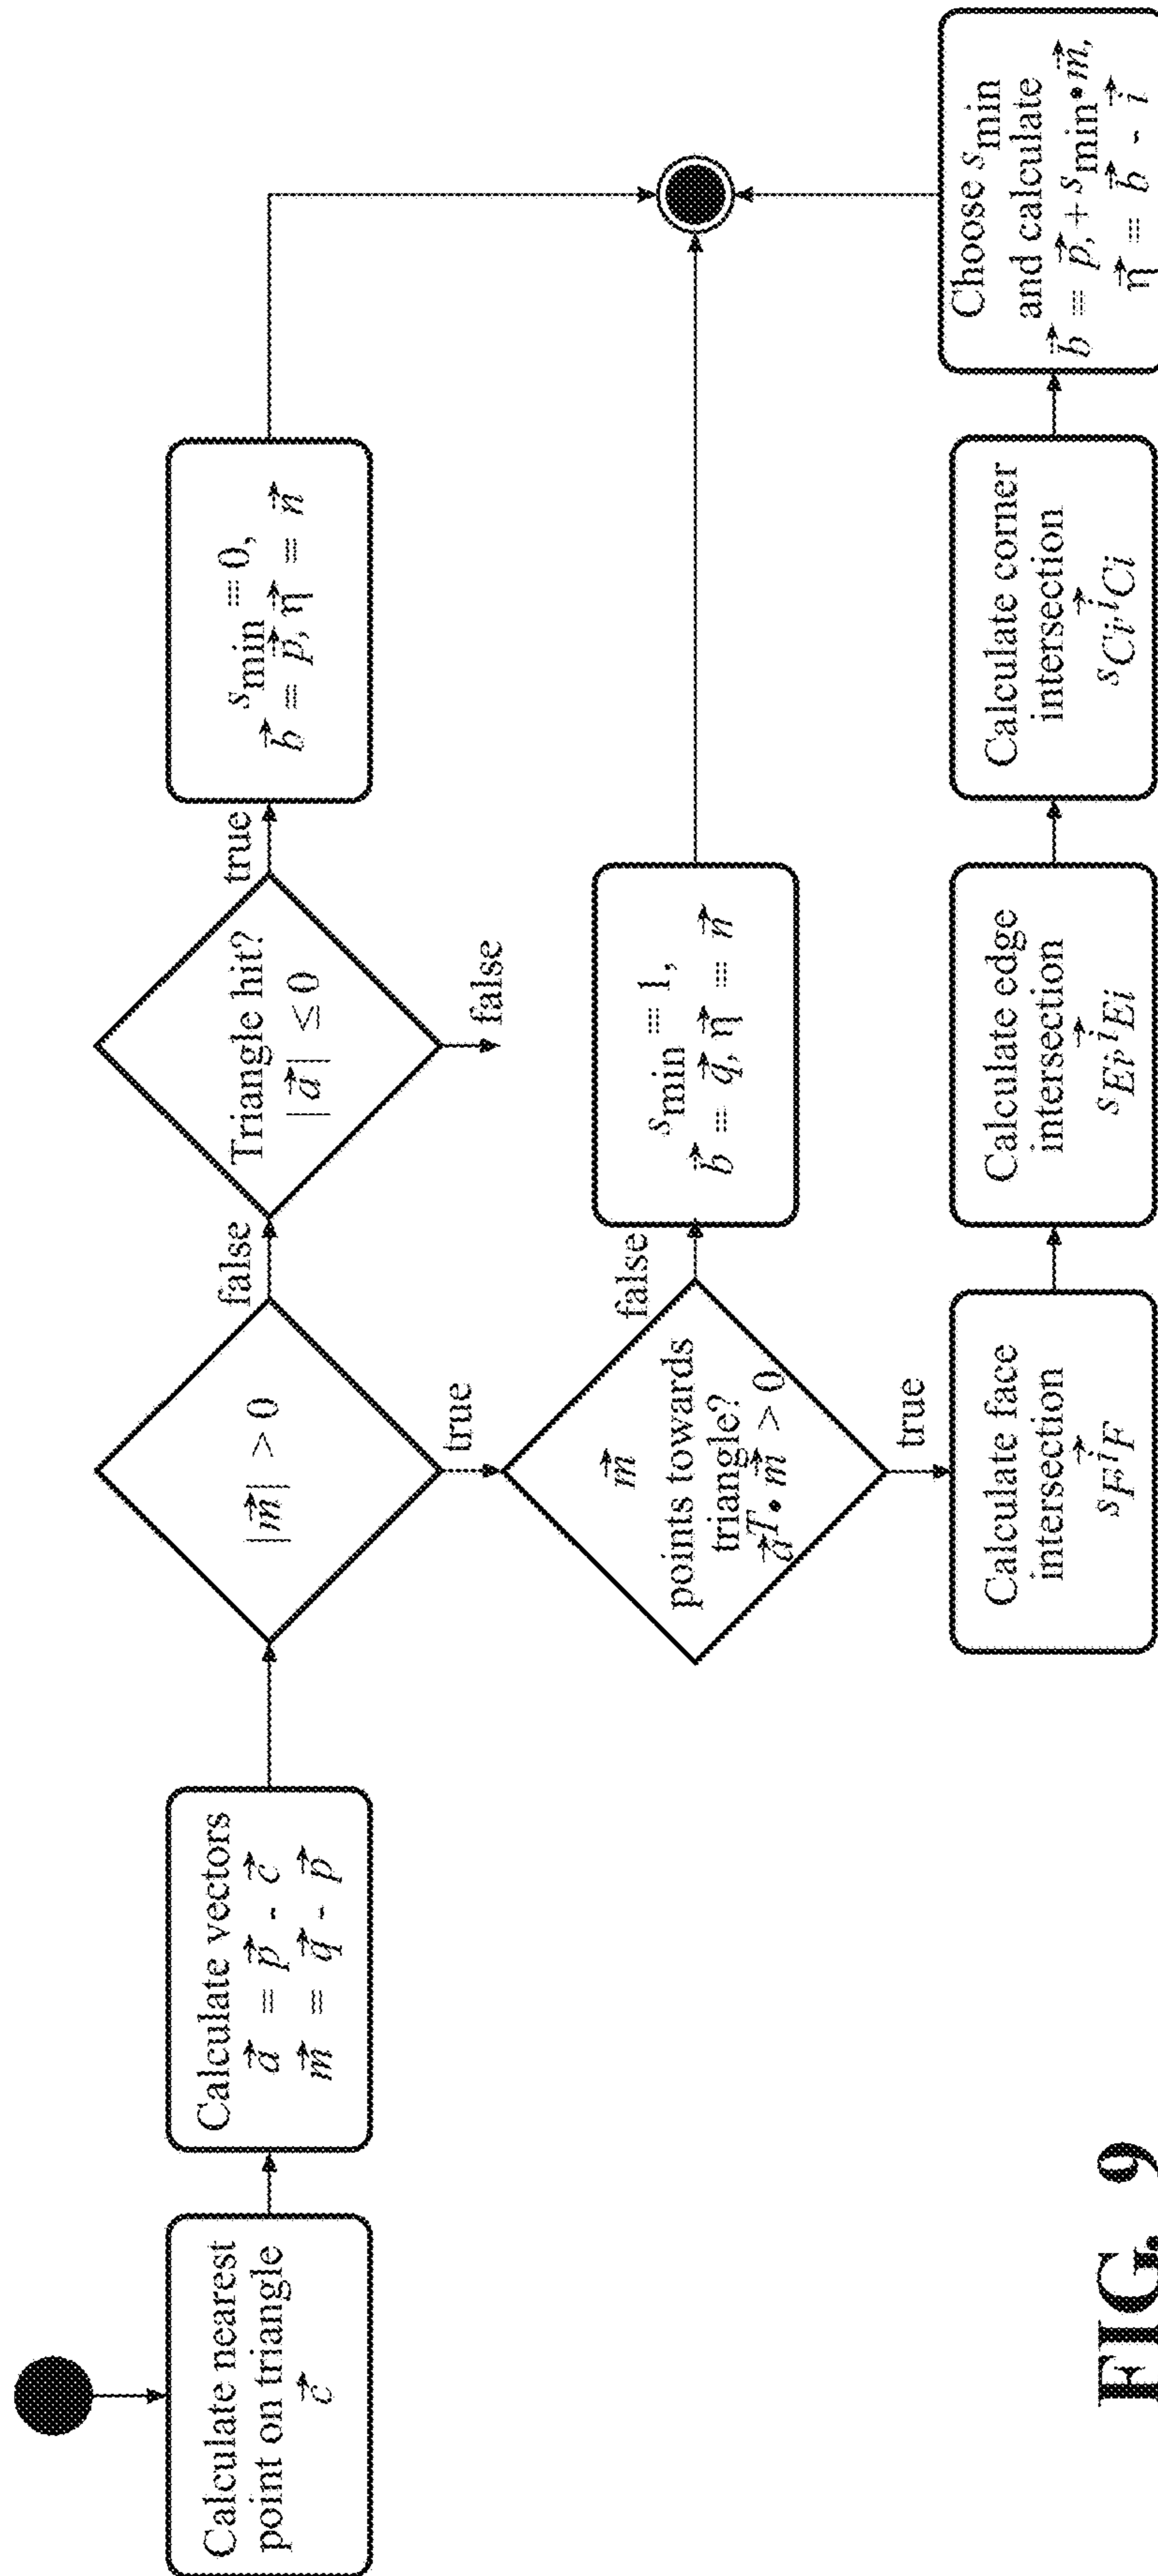 Calculate nearest
point on triangle
c⃗
Calculate vectors
a⃗ = p⃗ - c⃗
m⃗ = q⃗ - p⃗
|m⃗| > 0
false
true
Triangle hit?
|a⃗| ≤ 0
true
false
s_min = 0,
b⃗ = p⃗, η⃗ = n⃗
m⃗
points towards
triangle?
a⃗^T • m⃗ > 0
false
true
s_min = 1,
b⃗ = q⃗, η⃗ = n⃗
Calculate face
intersection
s_F, i⃗_F
Calculate edge
intersection
s_Ei, i⃗_Ei
Calculate corner
intersection
s_Ci, i⃗_Ci
Choose s_min
and calculate
b⃗ = p⃗, + s_min • m⃗,
η⃗ = b⃗ - i⃗
FIG. 9